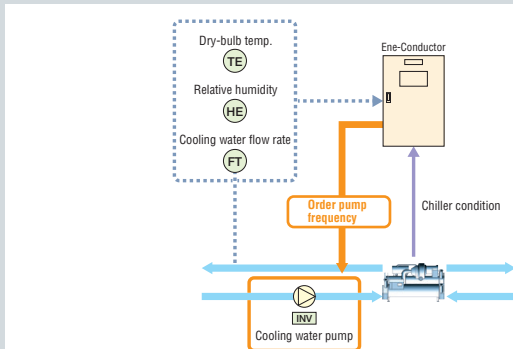 Dry-bulb temp.
TE
Relative humidity
HE
Cooling water flow rate
FT
Ene-Conductor
Order pump
frequency
Chiller condition
INV
Cooling water pump